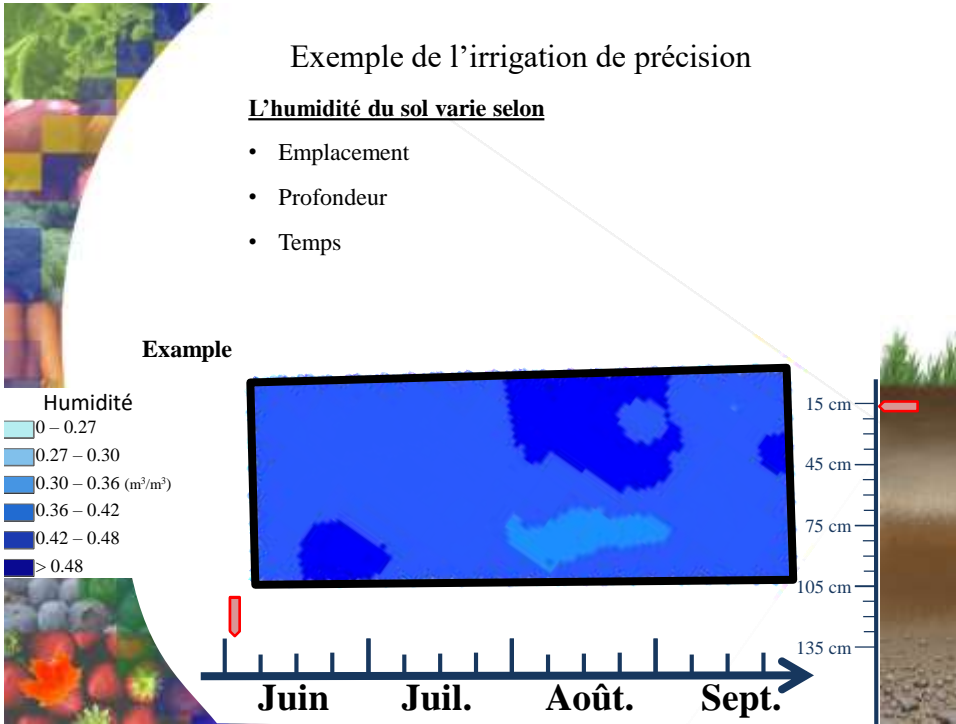 Exemple de l’irrigation de précision
L’humidité du sol varie selon
• Emplacement
• Profondeur
• Temps
Example
Humidité
0 – 0.27
0.27 – 0.30
0.30 – 0.36 (m³/m³)
0.36 – 0.42
0.42 – 0.48
> 0.48
15 cm
45 cm
75 cm
105 cm
135 cm
Juin Juil. Août. Sept.